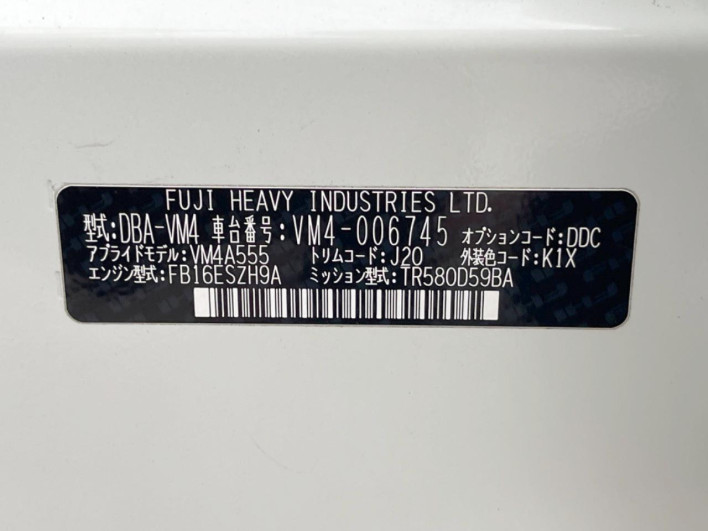 FUJI HEAVY INDUSTRIES LTD.
型式:DBA-VM4 車台番号:VM4-006745 オプションコード:DDC
アプライドモデル:VM4A555 トリムコード:J20 外装色コード:K1X
エンジン型式:FB16ESZH9A ミッション型式:TR580D59BA